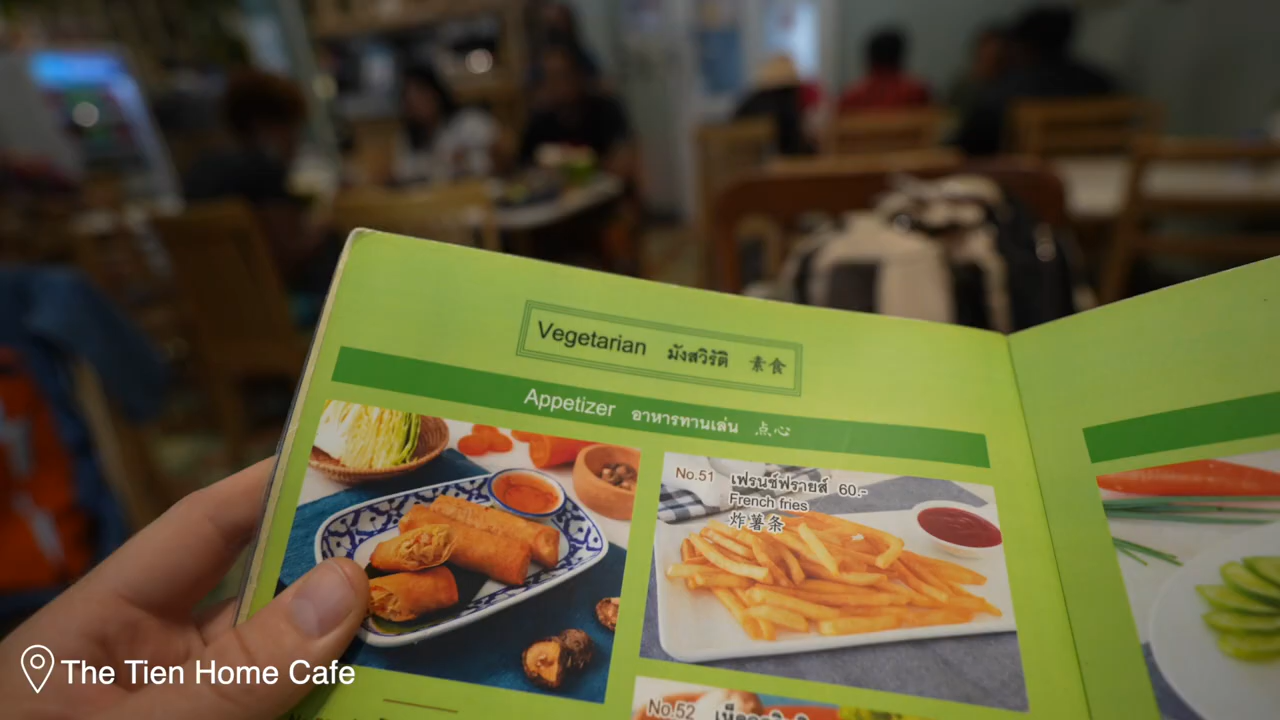 Vegetarian มังสวิรัติ 素食
Appetizer อาหารทานเล่น 点心
No.51 เฟรนช์ฟรายส์ 60.-
French fries
炸薯条
No.52
The Tien Home Cafe